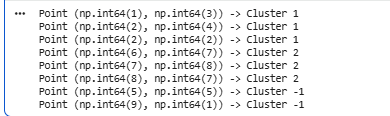 ••• Point (np.int64(1), np.int64(3)) -> Cluster 1
Point (np.int64(2), np.int64(4)) -> Cluster 1
Point (np.int64(2), np.int64(2)) -> Cluster 1
Point (np.int64(6), np.int64(7)) -> Cluster 2
Point (np.int64(7), np.int64(8)) -> Cluster 2
Point (np.int64(8), np.int64(7)) -> Cluster 2
Point (np.int64(5), np.int64(5)) -> Cluster -1
Point (np.int64(9), np.int64(1)) -> Cluster -1